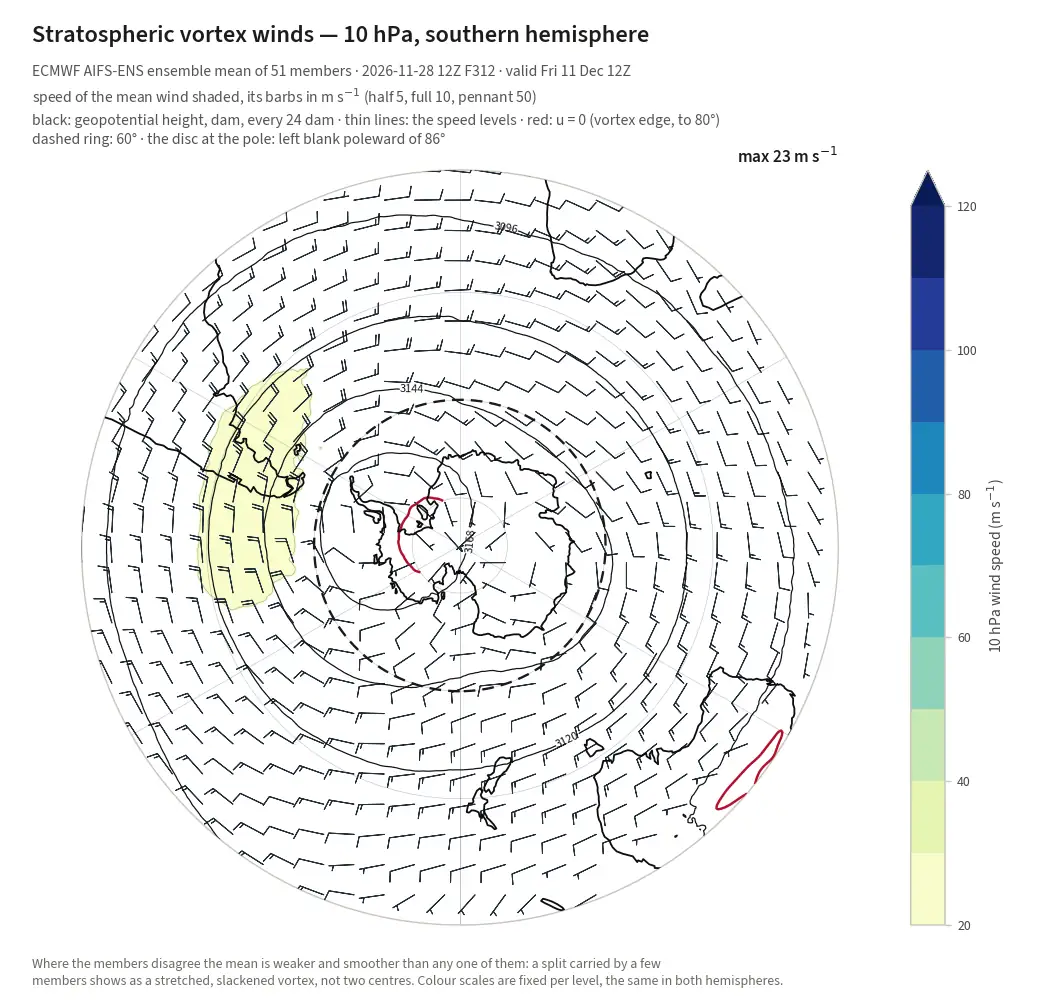 Stratospheric vortex winds — 10 hPa, southern hemisphere
ECMWF AIFS-ENS ensemble mean of 51 members · 2026-11-28 12Z F312 · valid Fri 11 Dec 12Z
speed of the mean wind shaded, its barbs in m s⁻¹ (half 5, full 10, pennant 50)
black: geopotential height, dam, every 24 dam · thin lines: the speed levels · red: u = 0 (vortex edge, to 80°)
dashed ring: 60° · the disc at the pole: left blank poleward of 86°
max 23 m s⁻¹
3096
3144
3168
3120
120
100
80
60
40
20
10 hPa wind speed (m s⁻¹)
Where the members disagree the mean is weaker and smoother than any one of them: a split carried by a few
members shows as a stretched, slackened vortex, not two centres. Colour scales are fixed per level, the same in both hemispheres.